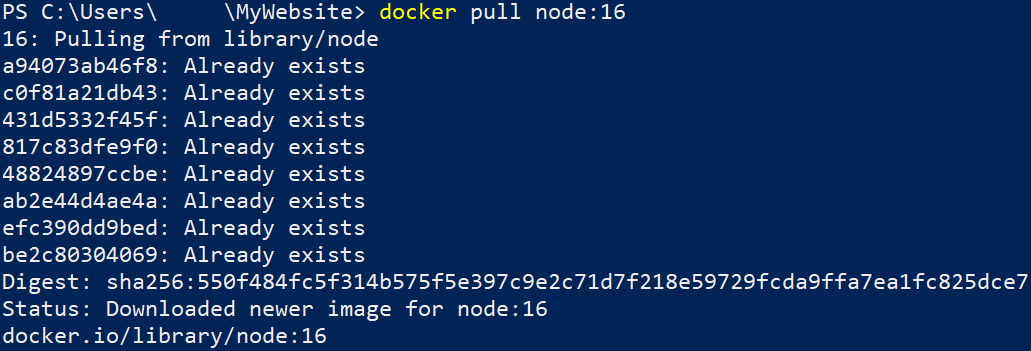 PS C:\Users\ \MyWebsite> docker pull node:16
16: Pulling from library/node
a94073ab46f8: Already exists
c0f81a21db43: Already exists
431d5332f45f: Already exists
817c83dfe9f0: Already exists
48824897ccbe: Already exists
ab2e44d4ae4a: Already exists
efc390dd9bed: Already exists
be2c80304069: Already exists
Digest: sha256:550f484fc5f314b575f5e397c9e2c71d7f218e59729fcda9ffa7ea1fc825dce7
Status: Downloaded newer image for node:16
docker.io/library/node:16